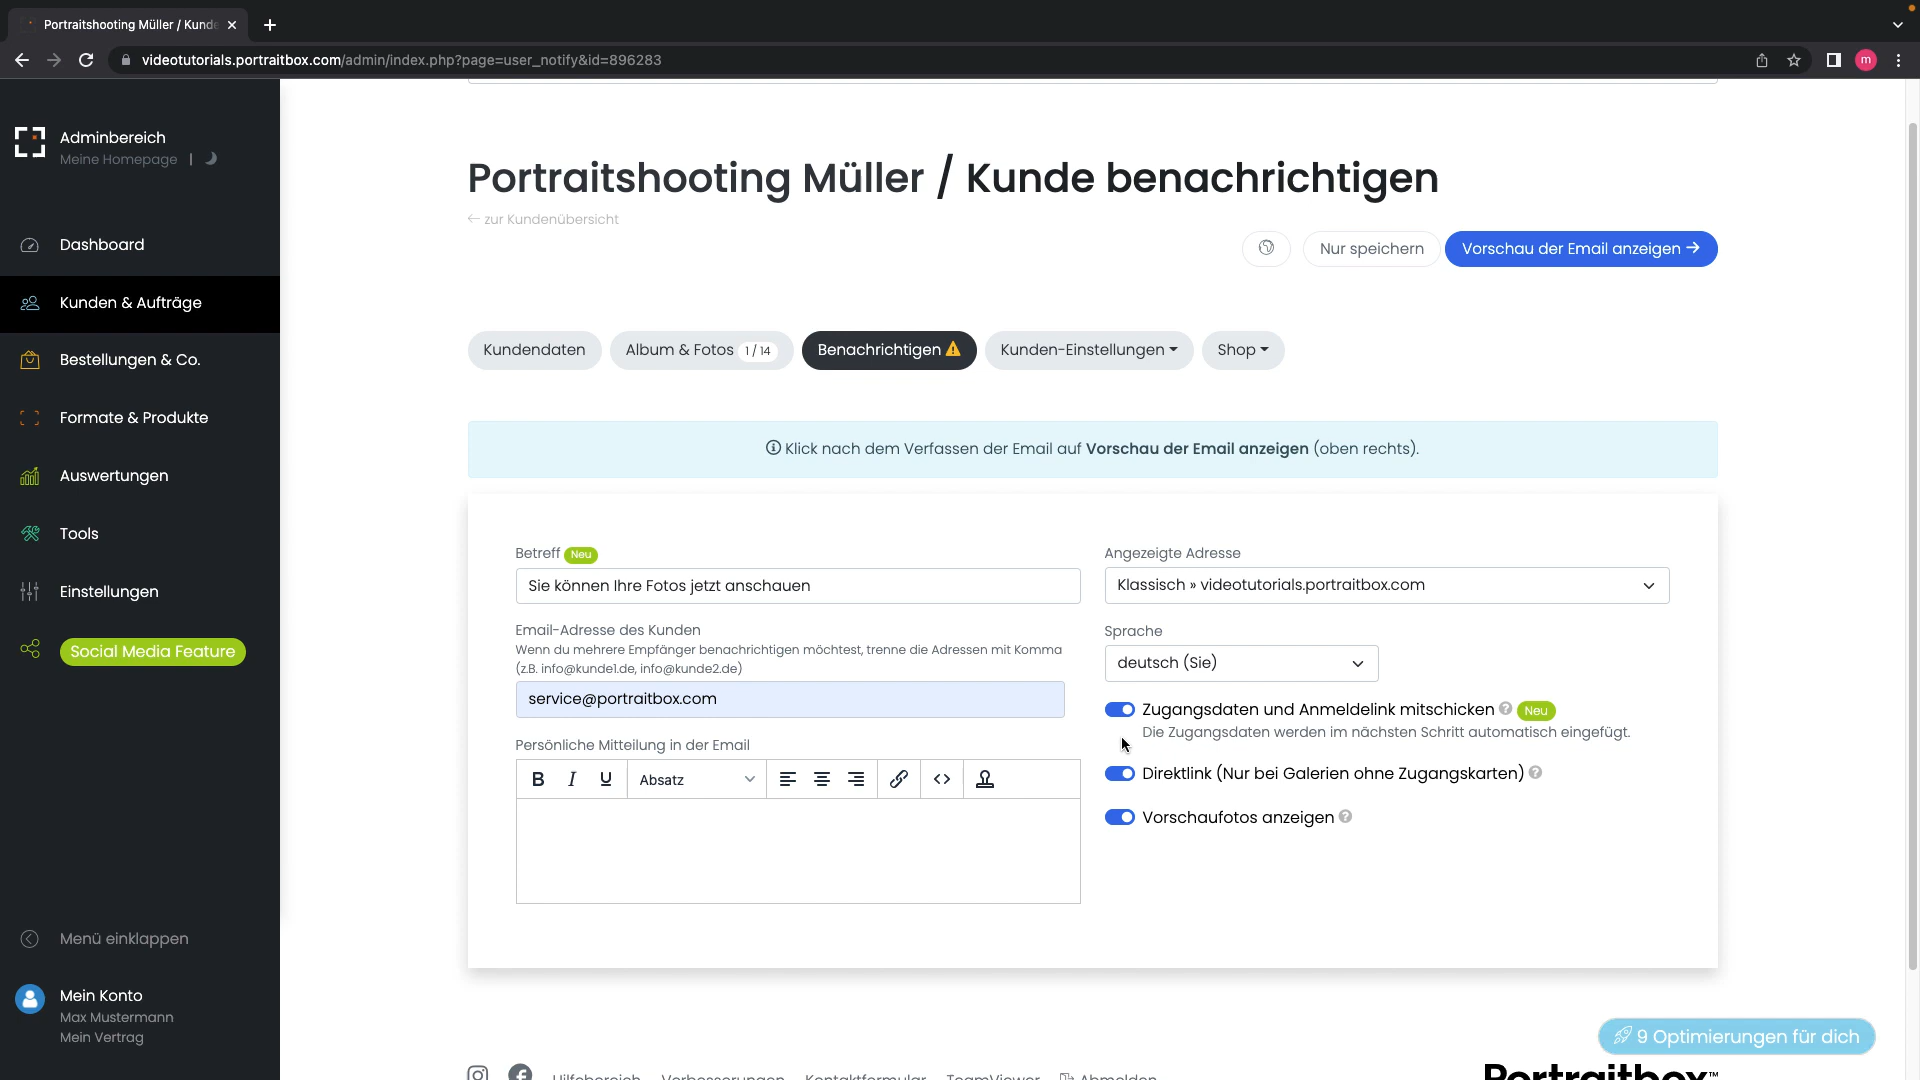 Portraitshooting Müller / Kunde
videotutorials.portraitbox.com/admin/index.php?page=user_notify&id=896283
m
Adminbereich
Meine Homepage |
Dashboard
Kunden & Aufträge
Bestellungen & Co.
Formate & Produkte
Auswertungen
Tools
Einstellungen
Social Media Feature
Menü einklappen
Mein Konto
Max Mustermann
Mein Vertrag
Portraitshooting Müller / Kunde benachrichtigen
← zur Kundenübersicht
Nur speichern
Vorschau der Email anzeigen →
Kundendaten
Album & Fotos 1 / 14
Benachrichtigen
Kunden-Einstellungen
Shop
Klick nach dem Verfassen der Email auf Vorschau der Email anzeigen (oben rechts).
Betreff Neu
Sie können Ihre Fotos jetzt anschauen
Email-Adresse des Kunden
Wenn du mehrere Empfänger benachrichtigen möchtest, trenne die Adressen mit Komma
(z.B. info@kunde1.de, info@kunde2.de)
service@portraitbox.com
Persönliche Mitteilung in der Email
B I U Absatz
Angezeigte Adresse
Klassisch » videotutorials.portraitbox.com
Sprache
deutsch (Sie)
Zugangsdaten und Anmeldelink mitschicken ? Neu
Die Zugangsdaten werden im nächsten Schritt automatisch eingefügt.
Direktlink (Nur bei Galerien ohne Zugangskarten) ?
Vorschaufotos anzeigen ?
9 Optimierungen für dich
Hilfebereich Verbesserungen Kontaktformular TeamViewer Abmelden
Portraitbox™